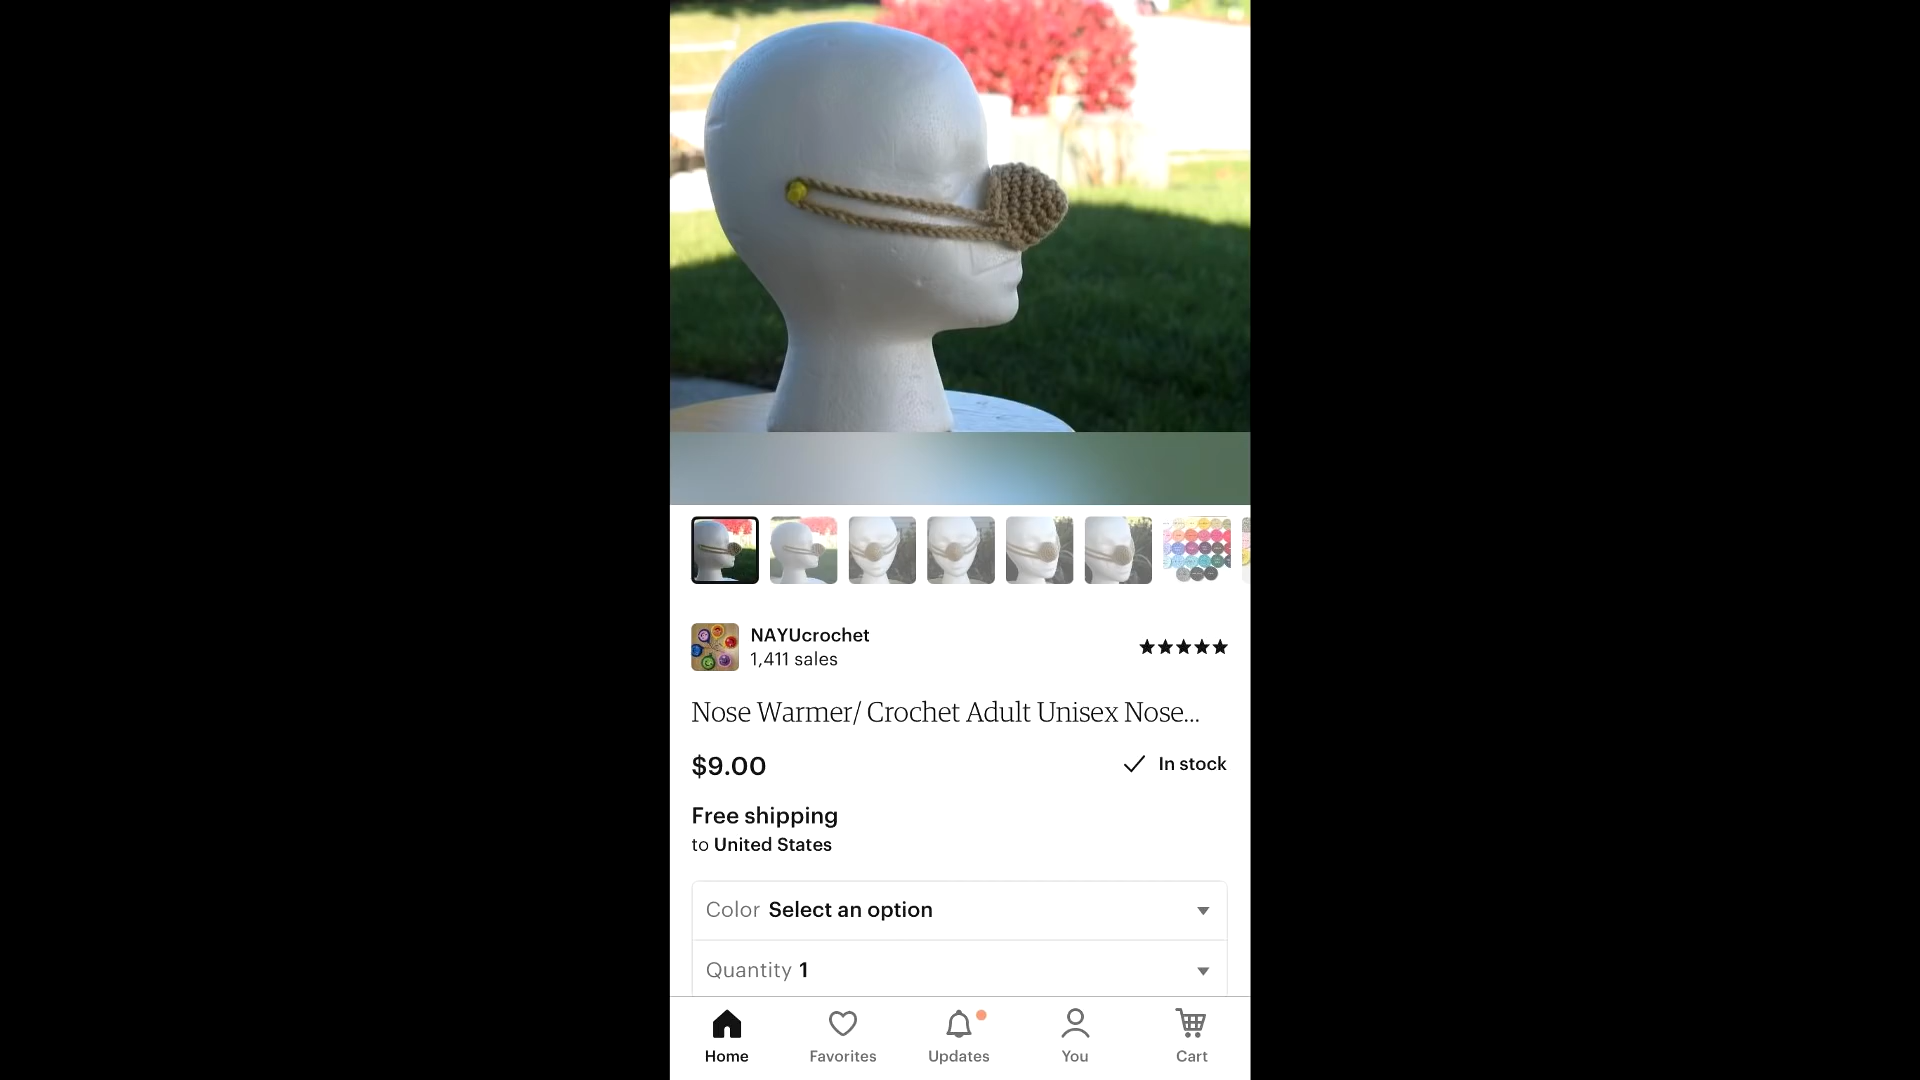 NAYUcrochet
1,411 sales
Nose Warmer/ Crochet Adult Unisex Nose...
$9.00
In stock
Free shipping
to United States
Color Select an option
Quantity 1
Home
Favorites
Updates
You
Cart